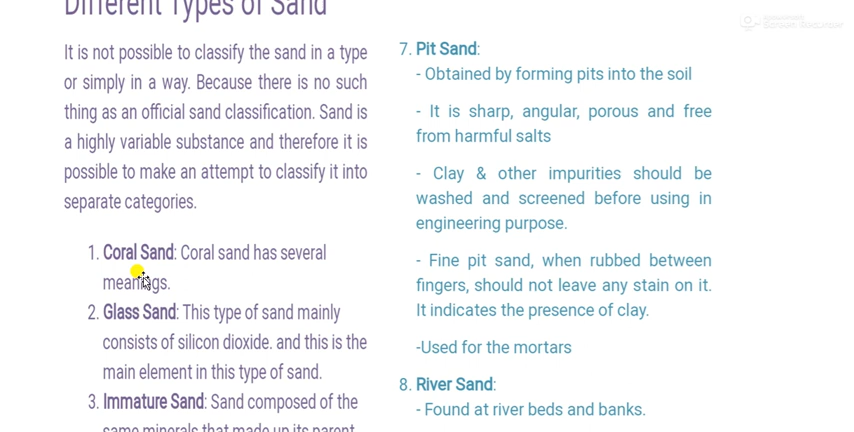 Different Types of Sand
It is not possible to classify the sand in a type
or simply in a way. Because there is no such
thing as an official sand classification. Sand is
a highly variable substance and therefore it is
possible to make an attempt to classify it into
separate categories.
1. Coral Sand: Coral sand has several
meanings.
2. Glass Sand: This type of sand mainly
consists of silicon dioxide. and this is the
main element in this type of sand.
3. Immature Sand: Sand composed of the
same minerals that made up its parent
7. Pit Sand:
- Obtained by forming pits into the soil
- It is sharp, angular, porous and free
from harmful salts
- Clay & other impurities should be
washed and screened before using in
engineering purpose.
- Fine pit sand, when rubbed between
fingers, should not leave any stain on it.
It indicates the presence of clay.
-Used for the mortars
8. River Sand:
- Found at river beds and banks.